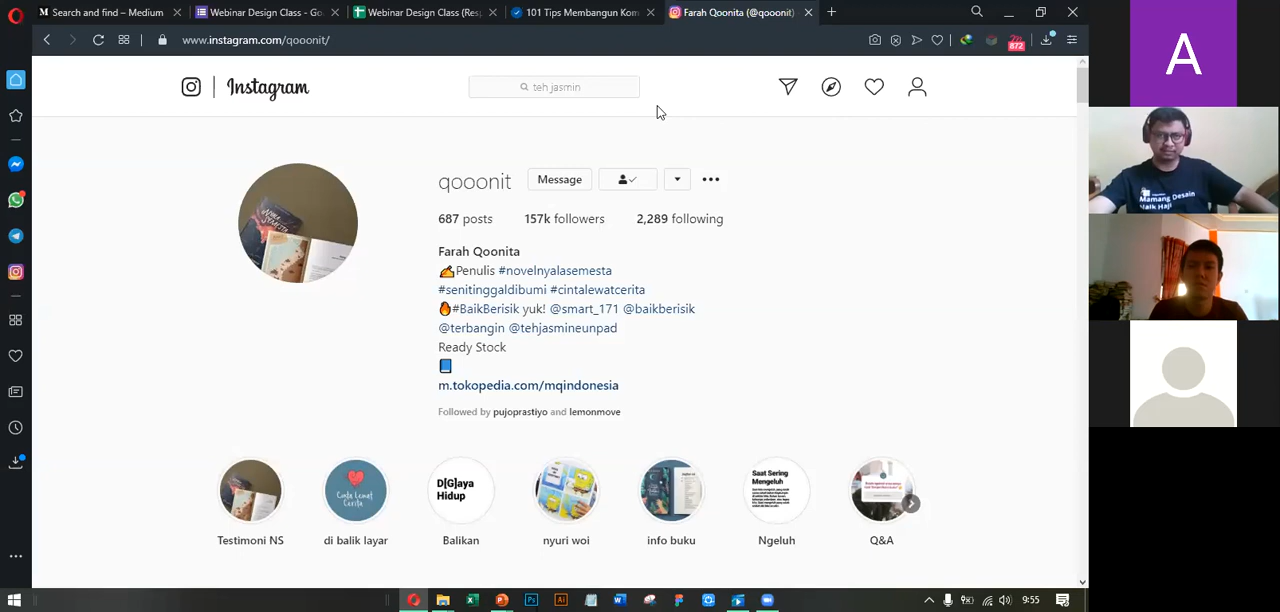 Search and find – Medium
Webinar Design Class - Go
Webinar Design Class (Res
101 Tips Membangun Kom
Farah Qoonita (@qooonit)
www.instagram.com/qooonit/
872
Instagram
teh jasmin
qooonit
Message
687 posts 157k followers 2,289 following
Farah Qoonita
✍Penulis #novelnyalasemesta
#senitinggaldibumi #cintalewatcerita
🔥#BaikBerisik yuk! @smart_171 @baikberisik
@terbangin @tehjasmineunpad
Ready Stock
📘
m.tokopedia.com/mqindonesia
Followed by pujoprastiyo and lemonmove
Cinta Lewat
Cerita
D[G]aya
Hidup
Saat Sering
Mengeluh
Testimoni NS di balik layar Balikan nyuri woi info buku Ngeluh Q&A
9:55
A
Mamang Desain
Naik Haji